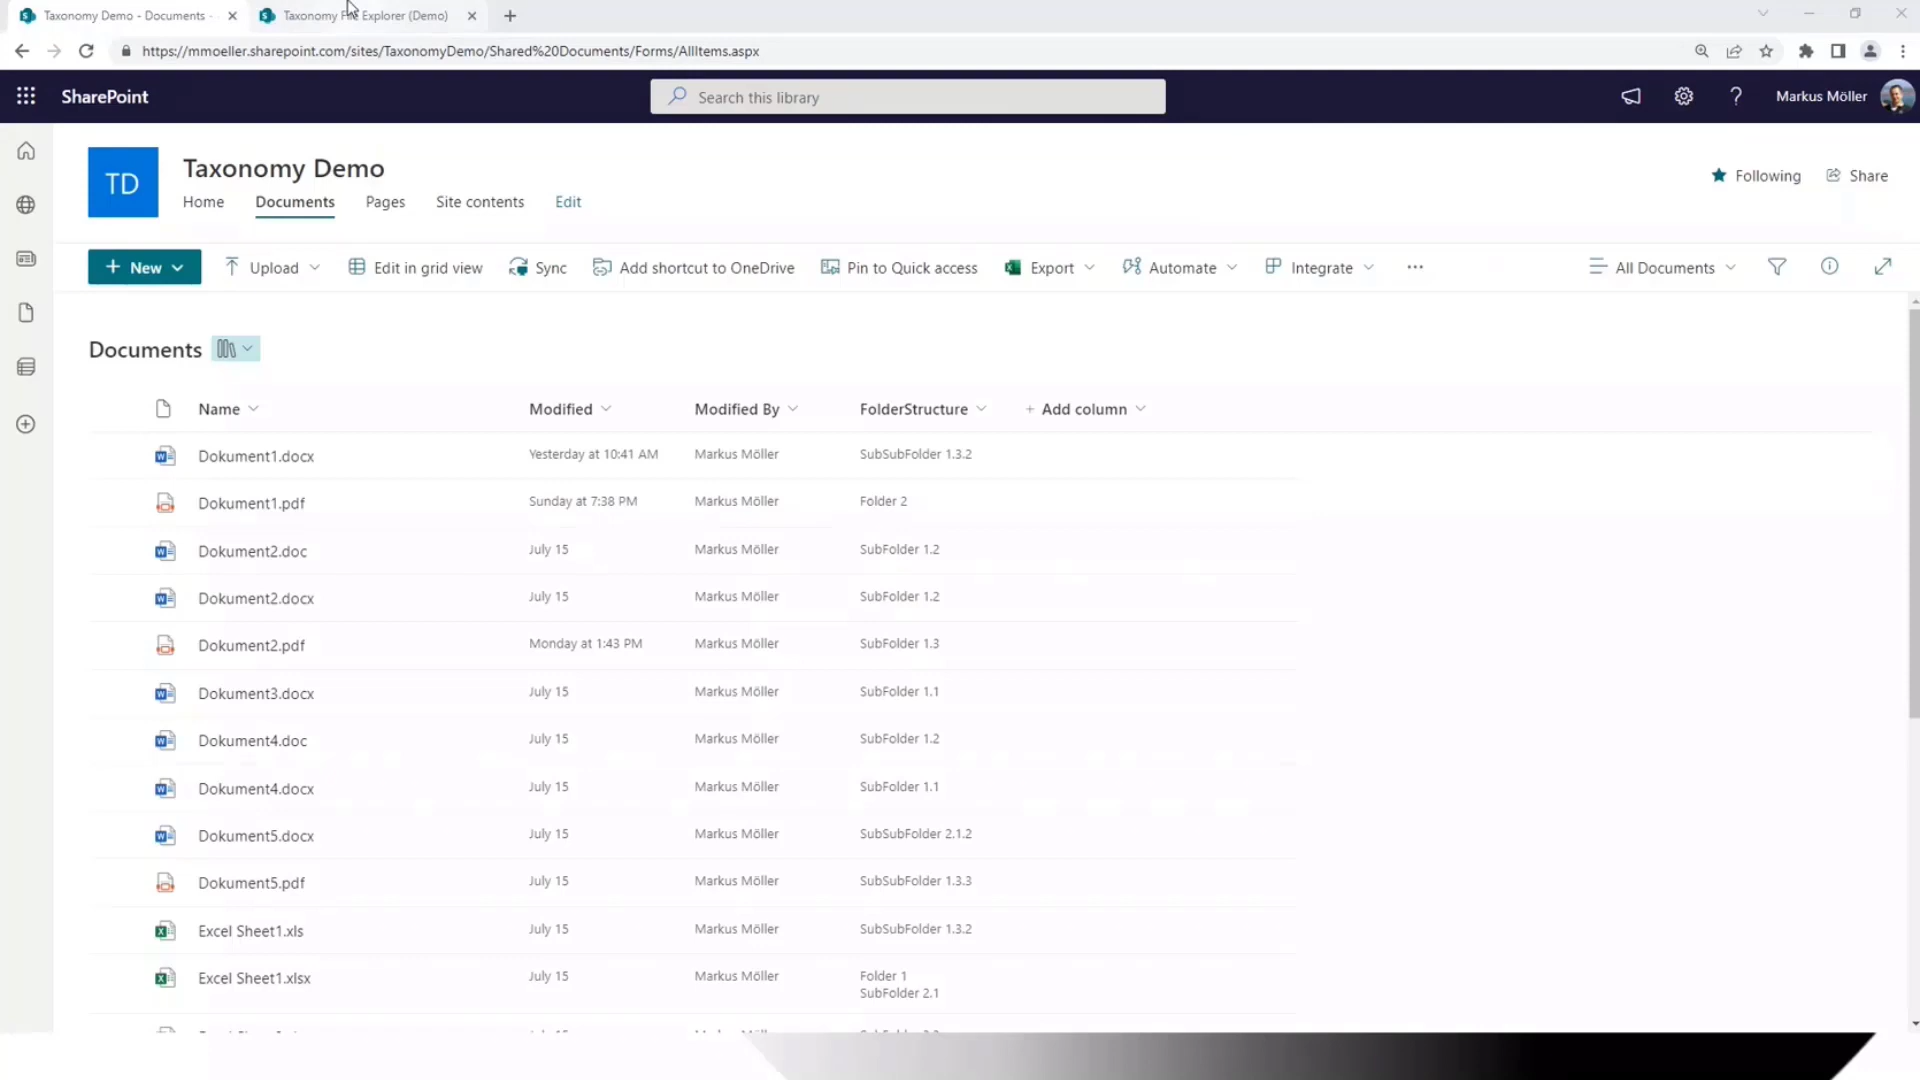 Taxonomy Demo - Documents -
Taxonomy File Explorer (Demo)
https://mmoeller.sharepoint.com/sites/TaxonomyDemo/Shared%20Documents/Forms/AllItems.aspx
SharePoint
Search this library
Markus Möller
TD
Taxonomy Demo
Home Documents Pages Site contents Edit
Following Share
+ New Upload Edit in grid view Sync Add shortcut to OneDrive Pin to Quick access Export Automate Integrate ... All Documents
Documents
Name Modified Modified By FolderStructure + Add column
Dokument1.docx Yesterday at 10:41 AM Markus Möller SubSubFolder 1.3.2
Dokument1.pdf Sunday at 7:38 PM Markus Möller Folder 2
Dokument2.doc July 15 Markus Möller SubFolder 1.2
Dokument2.docx July 15 Markus Möller SubFolder 1.2
Dokument2.pdf Monday at 1:43 PM Markus Möller SubFolder 1.3
Dokument3.docx July 15 Markus Möller SubFolder 1.1
Dokument4.doc July 15 Markus Möller SubFolder 1.2
Dokument4.docx July 15 Markus Möller SubFolder 1.1
Dokument5.docx July 15 Markus Möller SubSubFolder 2.1.2
Dokument5.pdf July 15 Markus Möller SubSubFolder 1.3.3
Excel Sheet1.xls July 15 Markus Möller SubSubFolder 1.3.2
Excel Sheet1.xlsx July 15 Markus Möller Folder 1
SubFolder 2.1